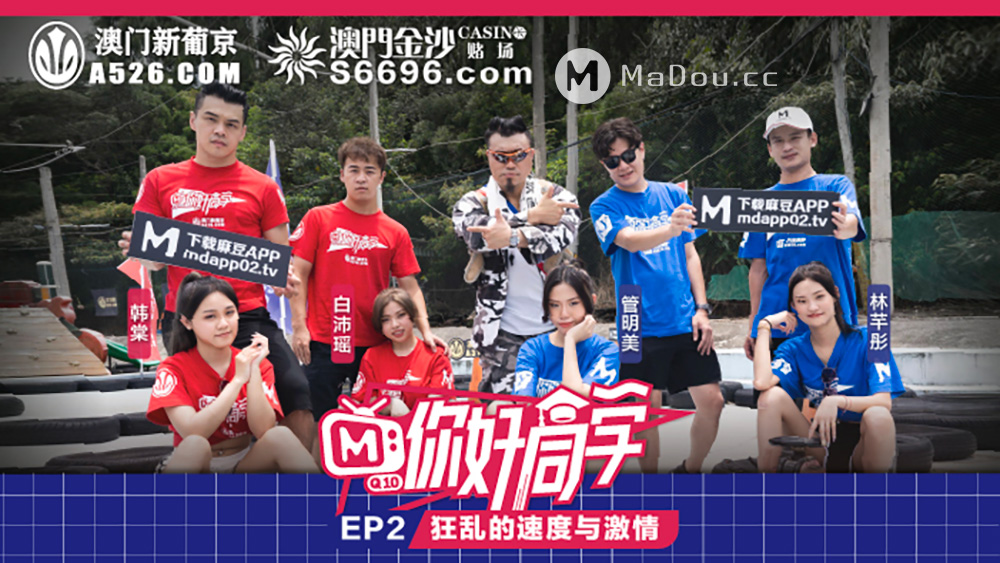 澳门新葡京
A526.COM
澳門金沙
CASINO
赌场
S6696.com
M
MaDou.cc
M 下载麻豆APP
mdapp02.tv
M 下载麻豆APP
mdapp02.tv
韩棠
白沛瑶
管明美
林芊彤
M
Q10
你好同学
EP2
狂乱的速度与激情